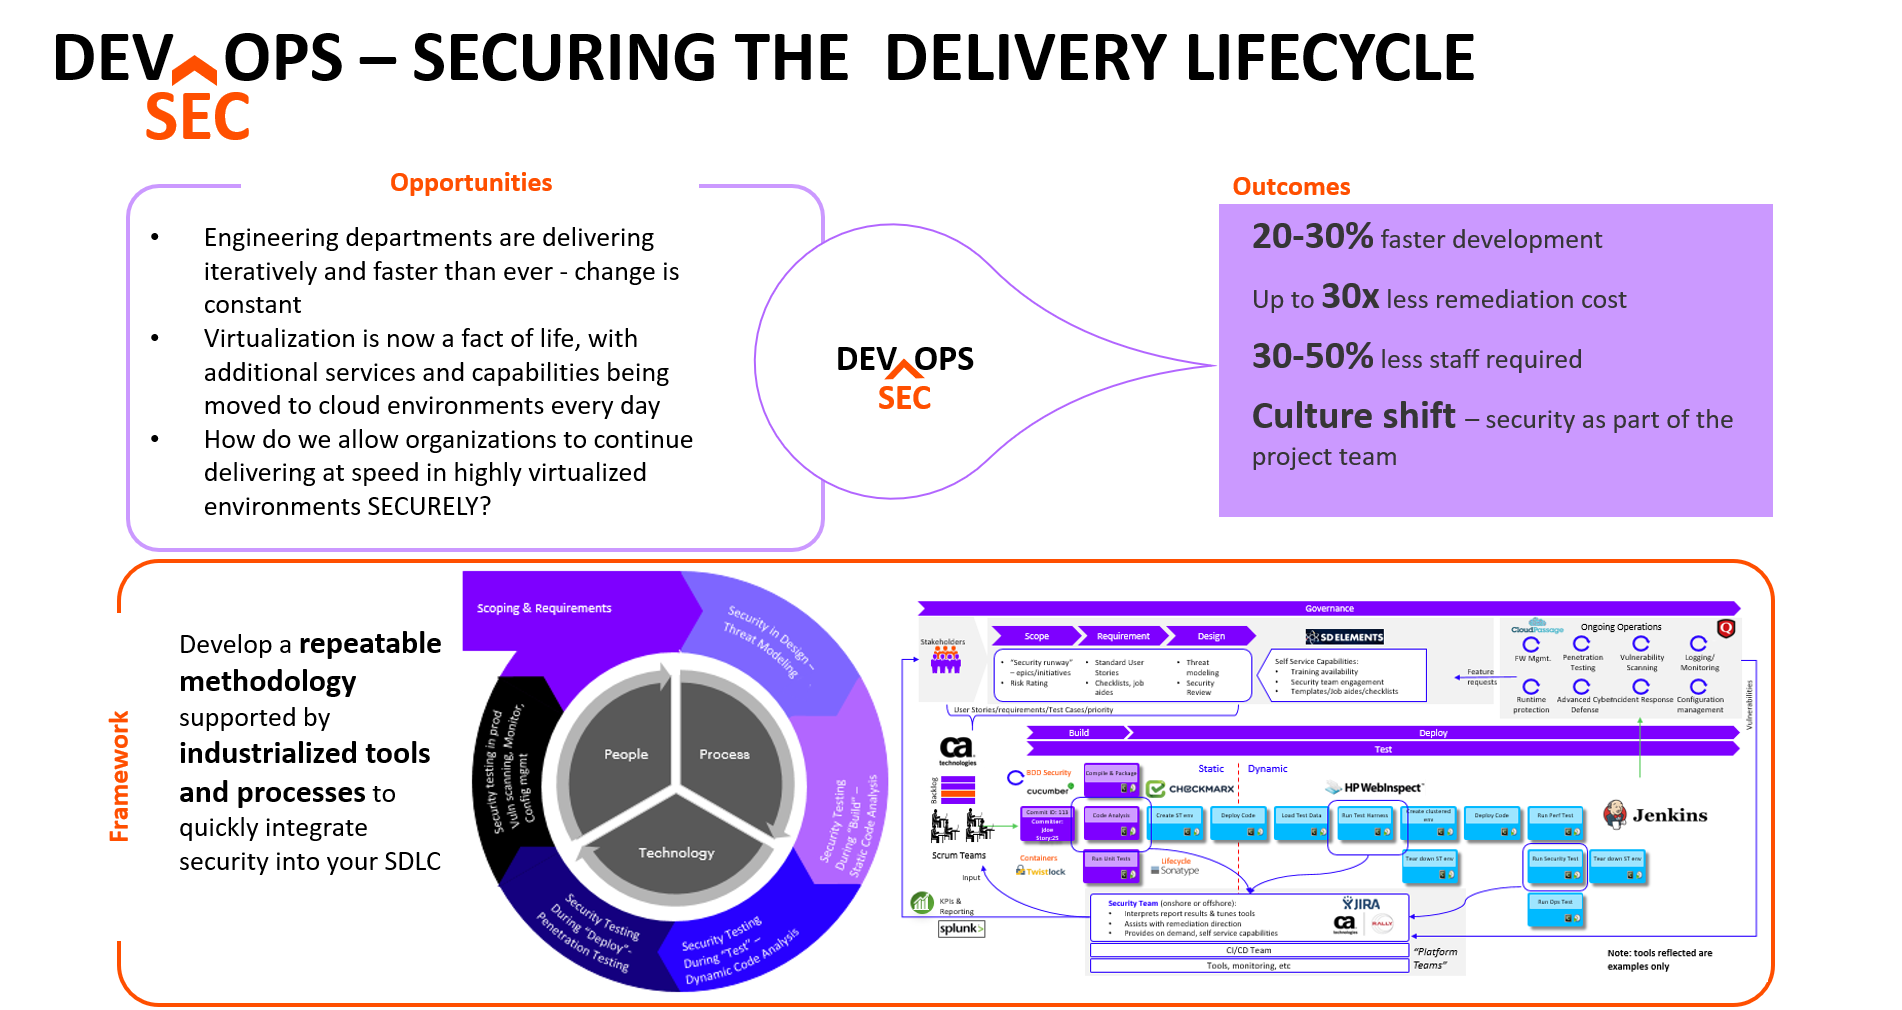 DEV OPS – SECURING THE DELIVERY LIFECYCLE
SEC
Opportunities
• Engineering departments are delivering
iteratively and faster than ever - change is
constant
• Virtualization is now a fact of life, with
additional services and capabilities being
moved to cloud environments every day
• How do we allow organizations to continue
delivering at speed in highly virtualized
environments SECURELY?
DEV OPS
SEC
Outcomes
20-30% faster development
Up to 30x less remediation cost
30-50% less staff required
Culture shift – security as part of the
project team
Framework
Develop a repeatable
methodology
supported by
industrialized tools
and processes to
quickly integrate
security into your SDLC
Scoping & Requirements
Security in Design –
Threat Modeling
Security Testing
During “Build” –
Static Code Analysis
Security Testing
During “Test” –
Dynamic Code Analysis
Security Testing
During “Deploy”-
Penetration Testing
Security testing in prod
Vuln scanning, Monitor,
Config mgmt
People
Process
Technology
Governance
Stakeholders
Scope
Requirement
Design
• “Security runway”
– epics/initiatives
• Risk Rating
• Standard User
Stories
• Checklists, job
aides
• Threat
modeling
• Security
Review
SD ELEMENTS
Self Service Capabilities:
• Training availability
• Security team engagement
• Templates/Job aides/checklists
Feature
requests
CloudPassage
Ongoing Operations
Q
FW Mgmt.
Penetration
Testing
Vulnerability
Scanning
Logging/
Monitoring
Runtime
protection
Advanced Cyber
Defense
Incident Response
Configuration
management
Vulnerabilities
User Stories/requirements/Test Cases/priority
Build
Deploy
Test
ca
technologies
Backlog
Scrum Teams
Input
BDD Security
cucumber
Static
Dynamic
CHECKMARX
HP WebInspect
Jenkins
Compile & Package
Commit ID: 113
Committer:
jdoe
Story:25
Code Analysis
Create ST env
Deploy Code
Load Test Data
Run Test Harness
Create clustered
env
Deploy Code
Run Perf Test
Containers
Twistlock
Run Unit Tests
Lifecycle
Sonatype
Tear down ST env
Run Security Test
Tear down ST env
Run Ops Test
KPIs &
Reporting
splunk>
Security Team (onshore or offshore):
• Interprets report results & tunes tools
• Assists with remediation direction
• Provides on demand, self service capabilities
JIRA
ca
technologies
RALLY
CI/CD Team
Tools, monitoring, etc
“Platform
Teams”
Note: tools reflected are
examples only